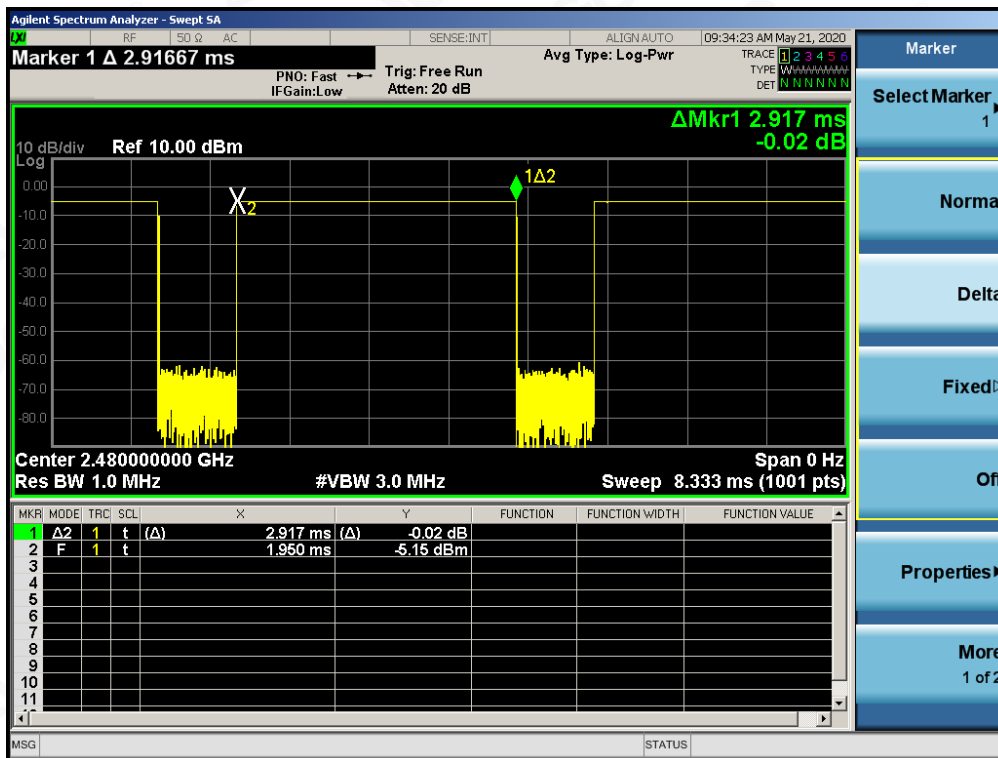 Agilent Spectrum Analyzer - Swept SA
LXI RF 50 Ω AC SENSE:INT ALIGN AUTO 09:34:23 AM May 21, 2020
Marker 1 Δ 2.91667 ms
PNO: Fast
IFGain:Low
Trig: Free Run
Atten: 20 dB
Avg Type: Log-Pwr
TRACE 1 2 3 4 5 6
TYPE W
DET N N N N N N
ΔMkr1 2.917 ms
-0.02 dB
10 dB/div Ref 10.00 dBm
Log
0.00
-10.0
-20.0
-30.0
-40.0
-50.0
-60.0
-70.0
-80.0
X2
1Δ2
Center 2.480000000 GHz Span 0 Hz
Res BW 1.0 MHz #VBW 3.0 MHz Sweep 8.333 ms (1001 pts)
MKR MODE TRC SCL X Y FUNCTION FUNCTION WIDTH FUNCTION VALUE
1 Δ2 1 t (Δ) 2.917 ms (Δ) -0.02 dB
2 F 1 t 1.950 ms -5.15 dBm
3
4
5
6
7
8
9
10
11
MSG STATUS
Marker
Select Marker
1
Norma
Delta
Fixed
Of
Properties
More
1 of 2